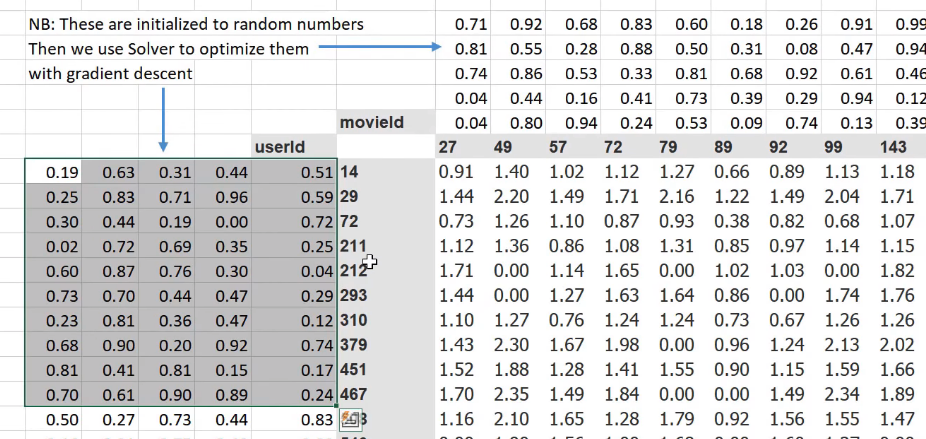 NB: These are initialized to random numbers 0.71 0.92 0.68 0.83 0.60 0.18 0.26 0.91 0.99
Then we use Solver to optimize them 0.81 0.55 0.28 0.88 0.50 0.31 0.08 0.47 0.94
with gradient descent 0.74 0.86 0.53 0.33 0.81 0.68 0.92 0.61 0.46
0.04 0.44 0.16 0.41 0.73 0.39 0.29 0.94 0.12
movieId 0.04 0.80 0.94 0.24 0.53 0.09 0.74 0.13 0.39
userId 27 49 57 72 79 89 92 99 143
0.19 0.63 0.31 0.44 0.51 14 0.91 1.40 1.02 1.12 1.27 0.66 0.89 1.13 1.18
0.25 0.83 0.71 0.96 0.59 29 1.44 2.20 1.49 1.71 2.16 1.22 1.49 2.04 1.71
0.30 0.44 0.19 0.00 0.72 72 0.73 1.26 1.10 0.87 0.93 0.38 0.82 0.68 1.07
0.02 0.72 0.69 0.35 0.25 211 1.12 1.36 0.86 1.08 1.31 0.85 0.97 1.14 1.15
0.60 0.87 0.76 0.30 0.04 212 1.71 0.00 1.14 1.65 0.00 1.02 1.03 0.00 1.82
0.73 0.70 0.44 0.47 0.29 293 1.44 0.00 1.27 1.63 1.64 0.86 0.00 1.74 1.76
0.23 0.81 0.36 0.47 0.12 310 1.10 1.27 0.76 1.24 1.24 0.73 0.67 1.26 1.26
0.68 0.90 0.20 0.92 0.74 379 1.43 2.30 1.67 1.98 0.00 0.96 1.24 2.13 2.02
0.81 0.41 0.81 0.15 0.17 451 1.52 1.88 1.28 1.41 1.55 0.90 1.15 1.59 1.66
0.70 0.61 0.90 0.89 0.24 467 1.70 2.35 1.49 1.84 0.00 0.00 1.49 2.34 1.89
0.50 0.27 0.73 0.44 0.83 1.16 2.10 1.65 1.28 1.79 0.92 1.56 1.55 1.47